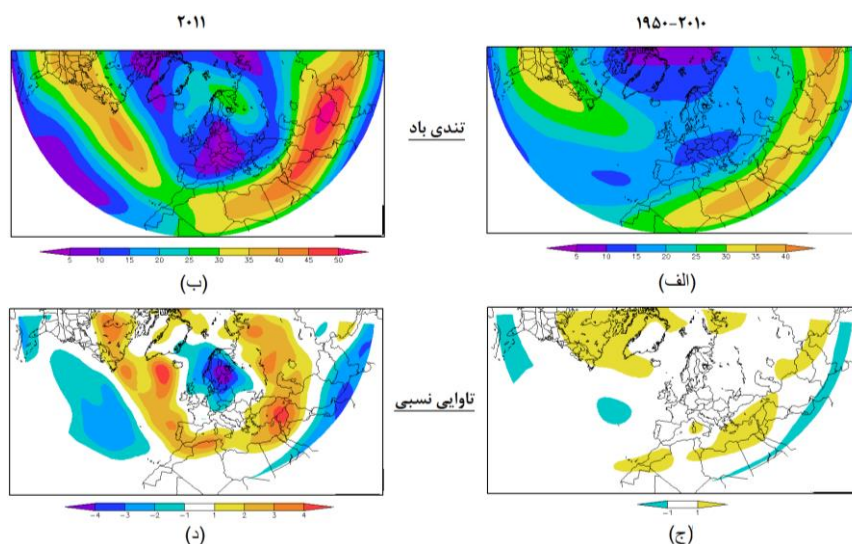 ۱۹۵۰-۲۰۱۰
۲۰۱۱
تندی باد
5 10 15 20 25 30 35 40
(الف)
5 10 15 20 25 30 35 40 45 50
(ب)
تاوایی نسبی
-1 1
(ج)
-4 -3 -2 -1 1 2 3 4
(د)